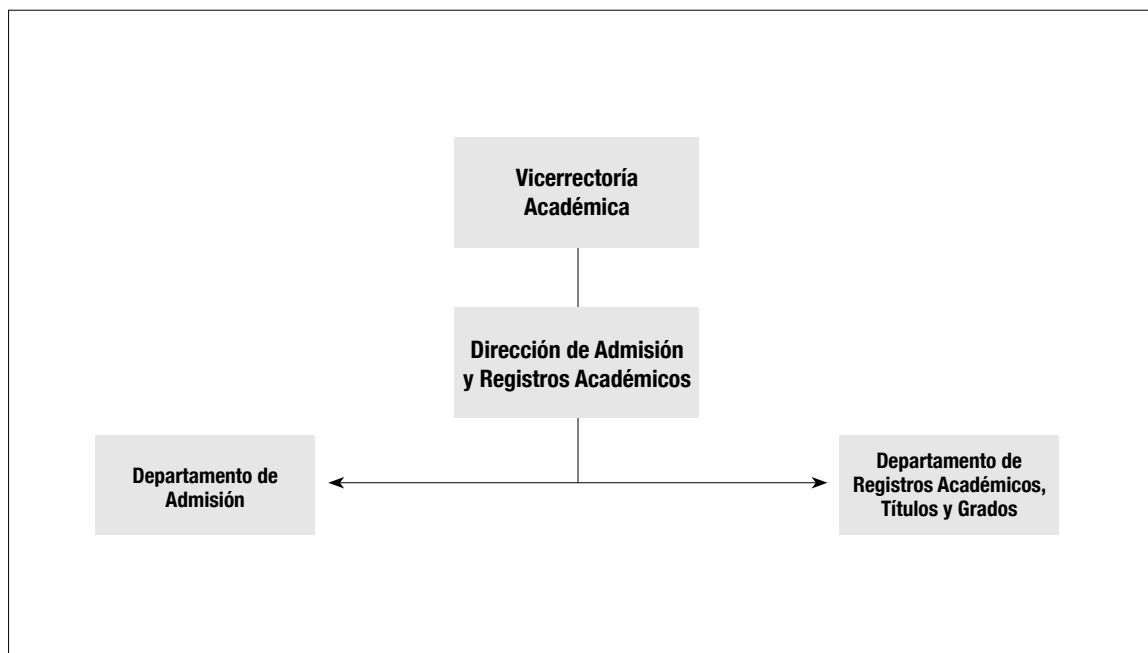 Vicerrectoría
Académica
Dirección de Admisión
y Registros Académicos
Departamento de
Admisión
Departamento de
Registros Académicos,
Títulos y Grados